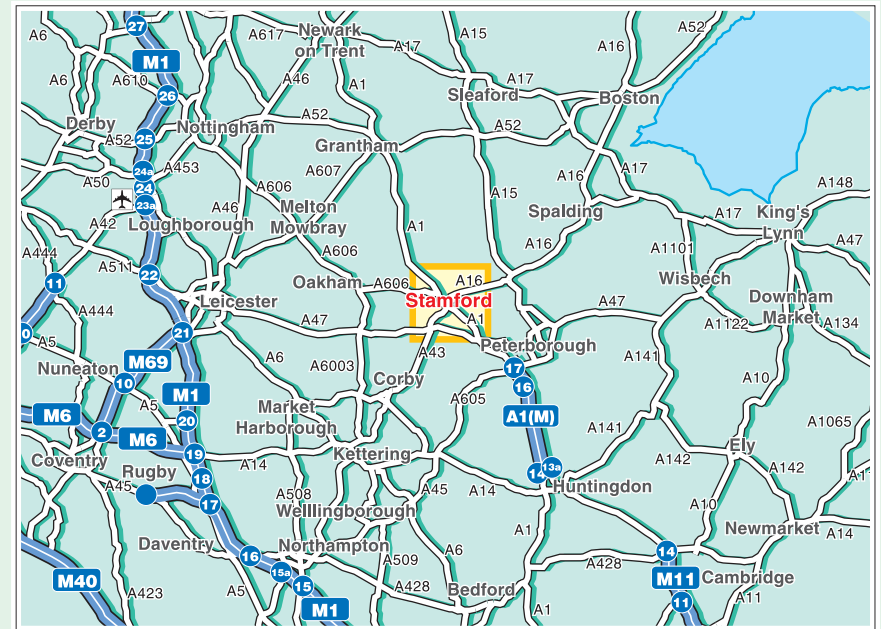 27
A6
A617
Newark
on Trent
A17
A15
A16
A52
M1
A6
A610
A46
A1
A17
26
Sleaford
Boston
Derby
A52
25
Nottingham
A52
Grantham
A52
A453
24a
A50
24
23a
A607
A606
A46
Melton
Mowbray
A15
A16
A17
A148
A42
Loughborough
A1
Spalding
A17
King's
Lynn
A444
A606
A16
A1101
A47
A511
22
11
Oakham
A606
A16
Wisbech
Leicester
Stamford
Downham
Market
A444
A47
A1
A47
A1122
A134
0
A5
21
A43
Peterborough
A141
M69
A6
A6003
Nuneaton
10
M1
Corby
17
16
A10
A605
M6
A5
Market
Harborough
A1(M)
A1065
2
M6
20
A141
Ely
Coventry
19
A14
Kettering
13a
14
A142
A142
A1
Rugby
18
A45
17
A508
A45
A14
Huntingdon
Welllingborough
A10
A1
Newmarket
A14
Daventry
16
Northampton
14
15a
A509
A6
A428
M40
15
A428
M11
Cambridge
A423
A5
M1
Bedford
A1
11
A11